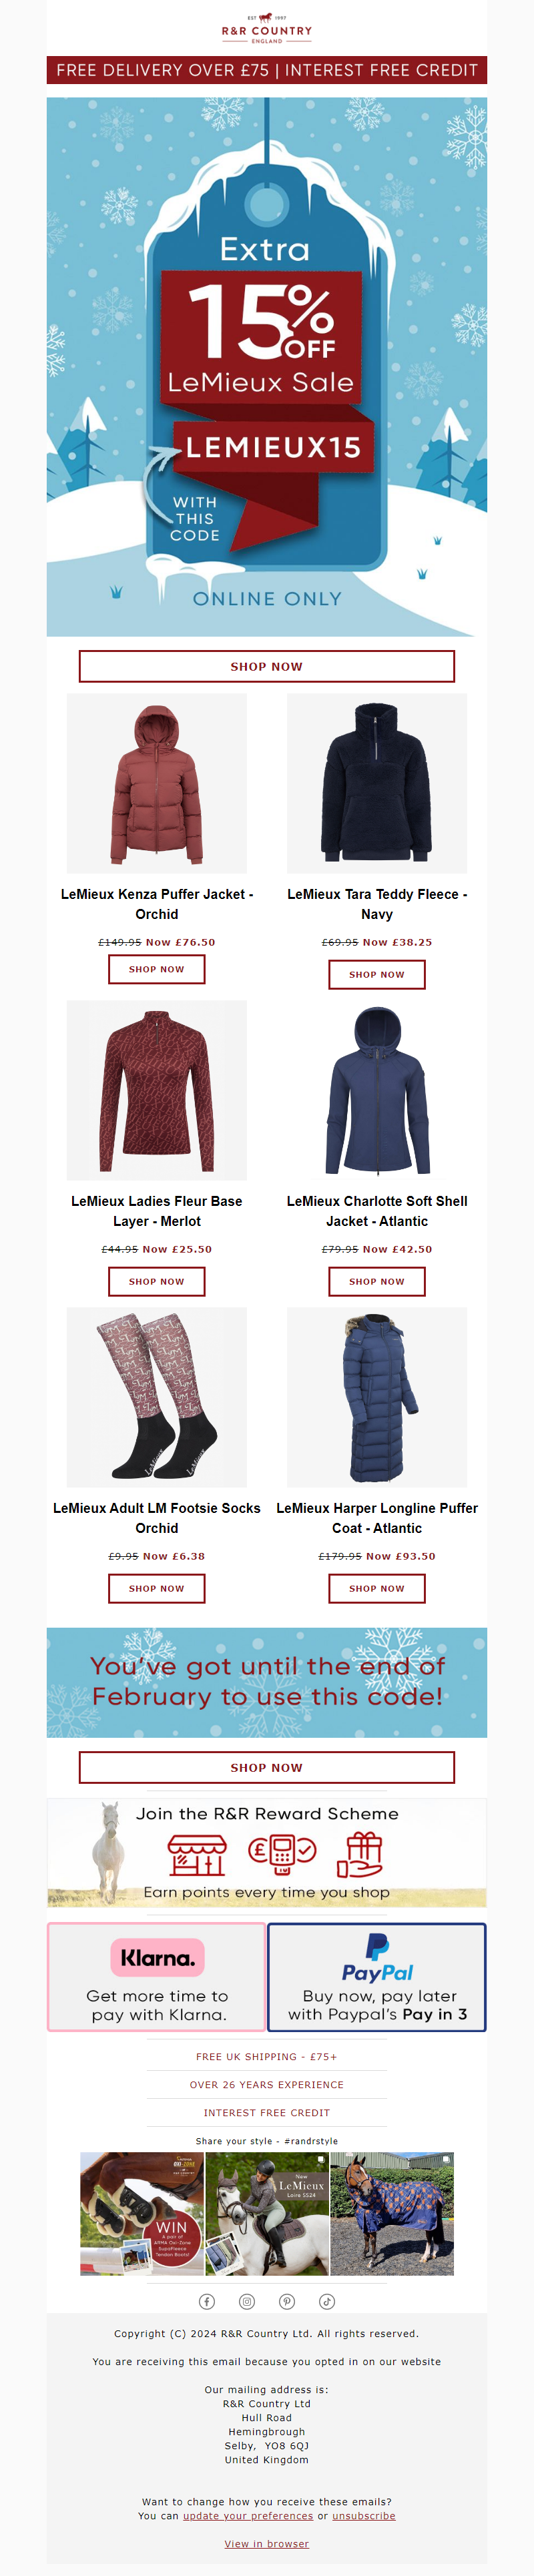 EST 1997
R&R COUNTRY
ENGLAND
FREE DELIVERY OVER £75 | INTEREST FREE CREDIT
Extra
15% OFF
LeMieux Sale
LEMIEUX15
WITH
THIS
CODE
ONLINE ONLY
SHOP NOW
LeMieux Kenza Puffer Jacket -
Orchid
£149.95 Now £76.50
SHOP NOW
LeMieux Tara Teddy Fleece -
Navy
£69.95 Now £38.25
SHOP NOW
LeMieux Ladies Fleur Base
Layer - Merlot
£44.95 Now £25.50
SHOP NOW
LeMieux Charlotte Soft Shell
Jacket - Atlantic
£79.95 Now £42.50
SHOP NOW
LeMieux Adult LM Footsie Socks
Orchid
£9.95 Now £6.38
SHOP NOW
LeMieux Harper Longline Puffer
Coat - Atlantic
£179.95 Now £93.50
SHOP NOW
You've got until the end of
February to use this code!
SHOP NOW
Join the R&R Reward Scheme
Earn points every time you shop
Klarna.
Get more time to
pay with Klarna.
PayPal
Buy now, pay later
with Paypal's Pay in 3
FREE UK SHIPPING - £75+
OVER 26 YEARS EXPERIENCE
INTEREST FREE CREDIT
Share your style - #randrstyle
WIN
A pair of
ARMA Oxi-Zone
SupaFleece
Tendon Boots!
New
LeMieux
Loire SS24
Copyright (C) 2024 R&R Country Ltd. All rights reserved.
You are receiving this email because you opted in on our website
Our mailing address is:
R&R Country Ltd
Hull Road
Hemingbrough
Selby, YO8 6QJ
United Kingdom
Want to change how you receive these emails?
You can update your preferences or unsubscribe
View in browser